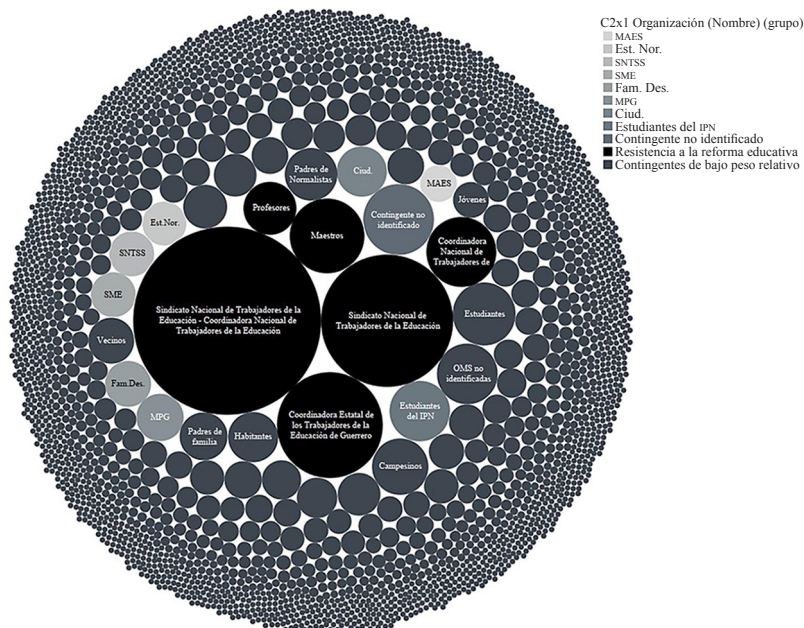 C2x1 Organización (Nombre) (grupo)
MAES
Est. Nor.
SNTSS
SME
Fam. Des.
MPG
Ciud.
Estudiantes del IPN
Contingente no identificado
Resistencia a la reforma educativa
Contingentes de bajo peso relativo
Padres de
Normalistas
Ciud.
MAES
Jóvenes
Profesores
Contingente no
identificado
Est.Nor.
Maestros
Coordinadora
Nacional de
Trabajadores de
SNTSS
SME
Sindicato Nacional de Trabajadores de la
Educación - Coordinadora Nacional de
Trabajadores de la Educación
Sindicato Nacional de
Trabajadores de la Educación
Estudiantes
Vecinos
OMS no
identificadas
Fam.Des.
MPG
Coordinadora Estatal de
los Trabajadores de la
Educación de Guerrero
Estudiantes
del IPN
Padres de
familia
Habitantes
Campesinos